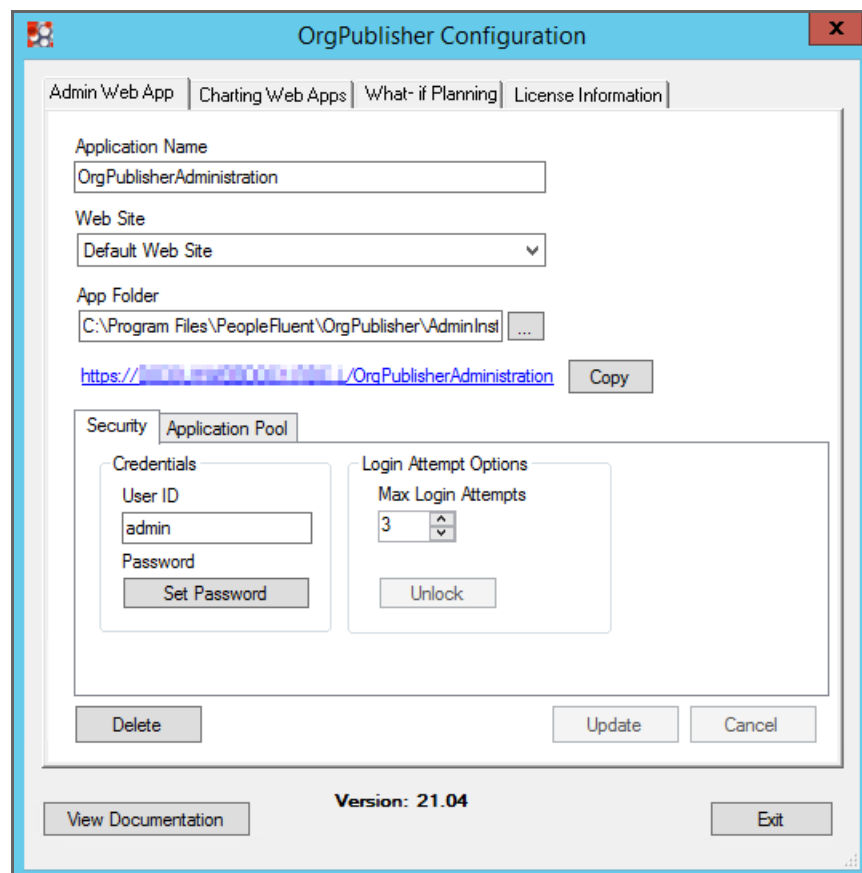 OrgPublisher Configuration
x
Admin Web App Charting Web Apps What- if Planning License Information
Application Name
OrgPublisherAdministration
Web Site
Default Web Site
App Folder
C:\Program Files\PeopleFluent\OrgPublisher\AdminInst ...
https:// /OrgPublisherAdministration Copy
Security Application Pool
Credentials Login Attempt Options
User ID Max Login Attempts
admin 3
Password
Set Password Unlock
Delete Update Cancel
Version: 21.04
View Documentation Exit